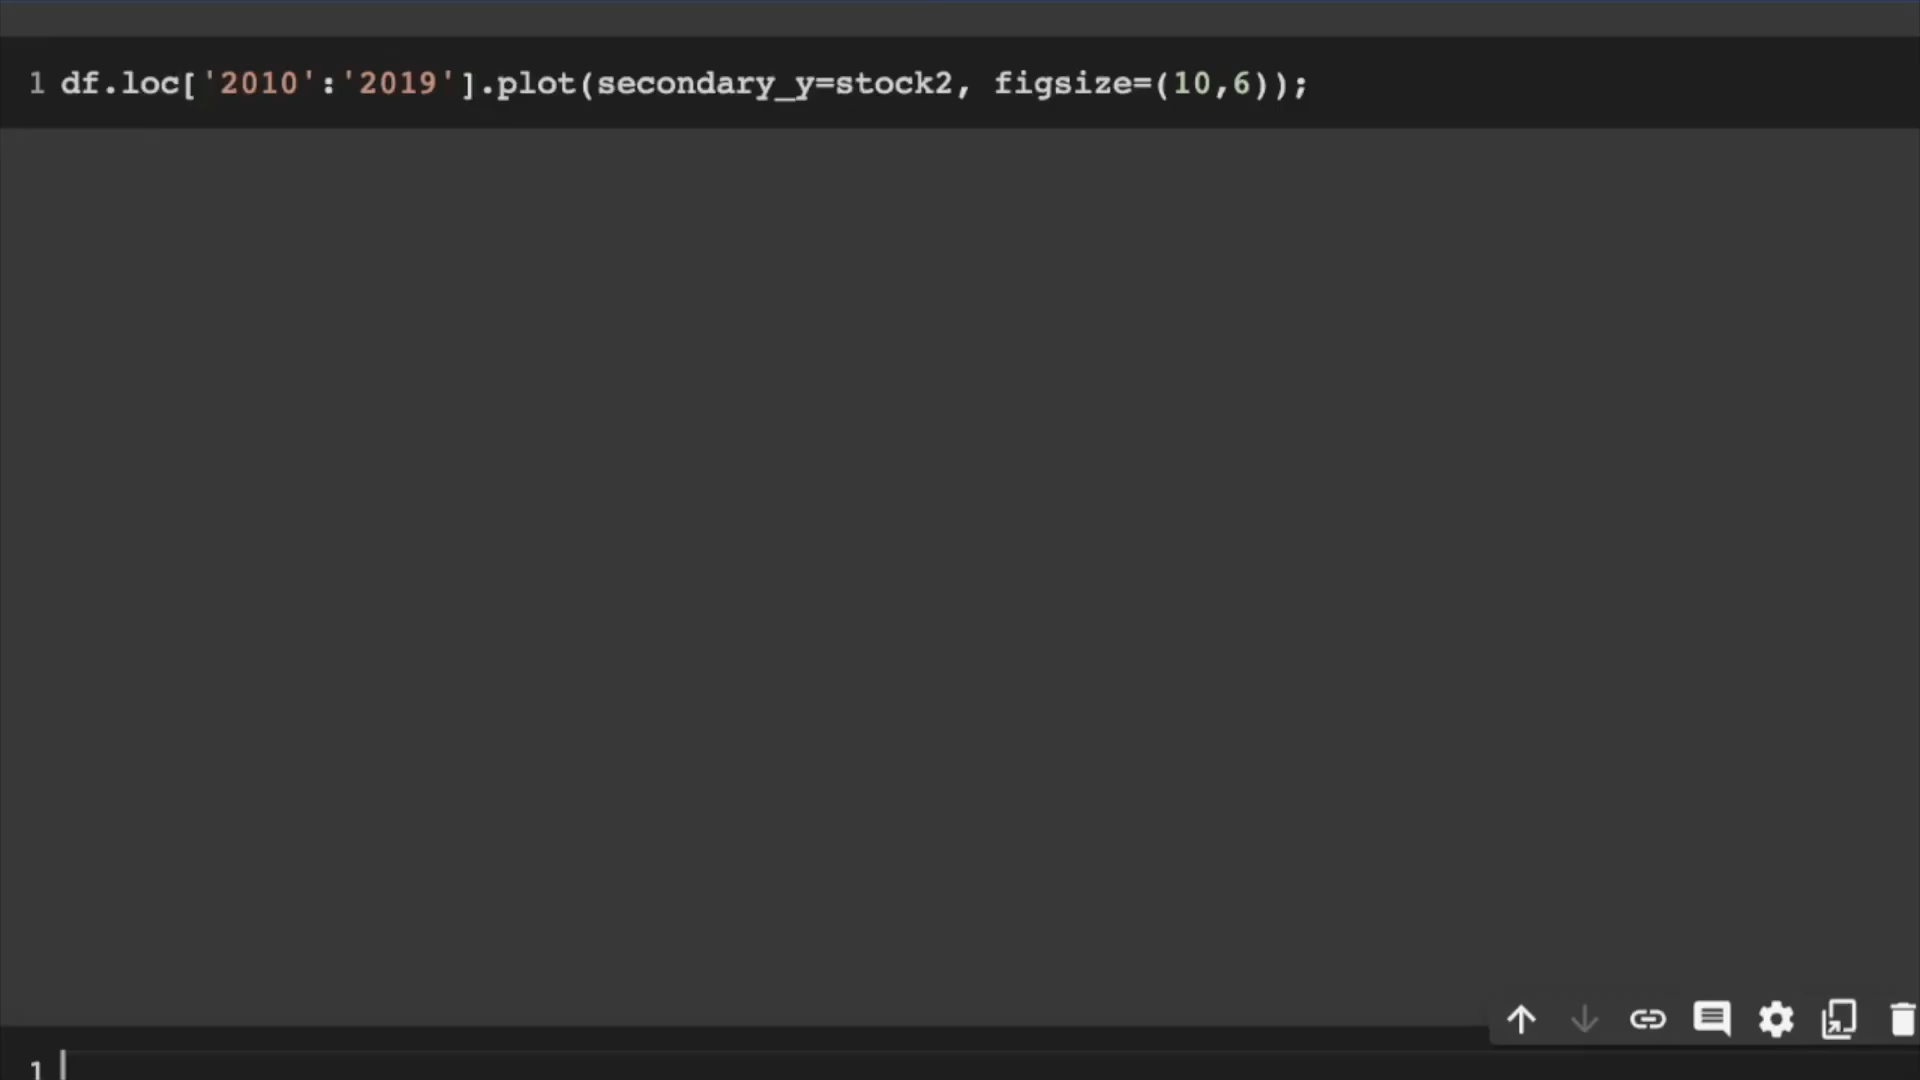 1 df.loc['2010':'2019'].plot(secondary_y=stock2, figsize=(10,6));
1